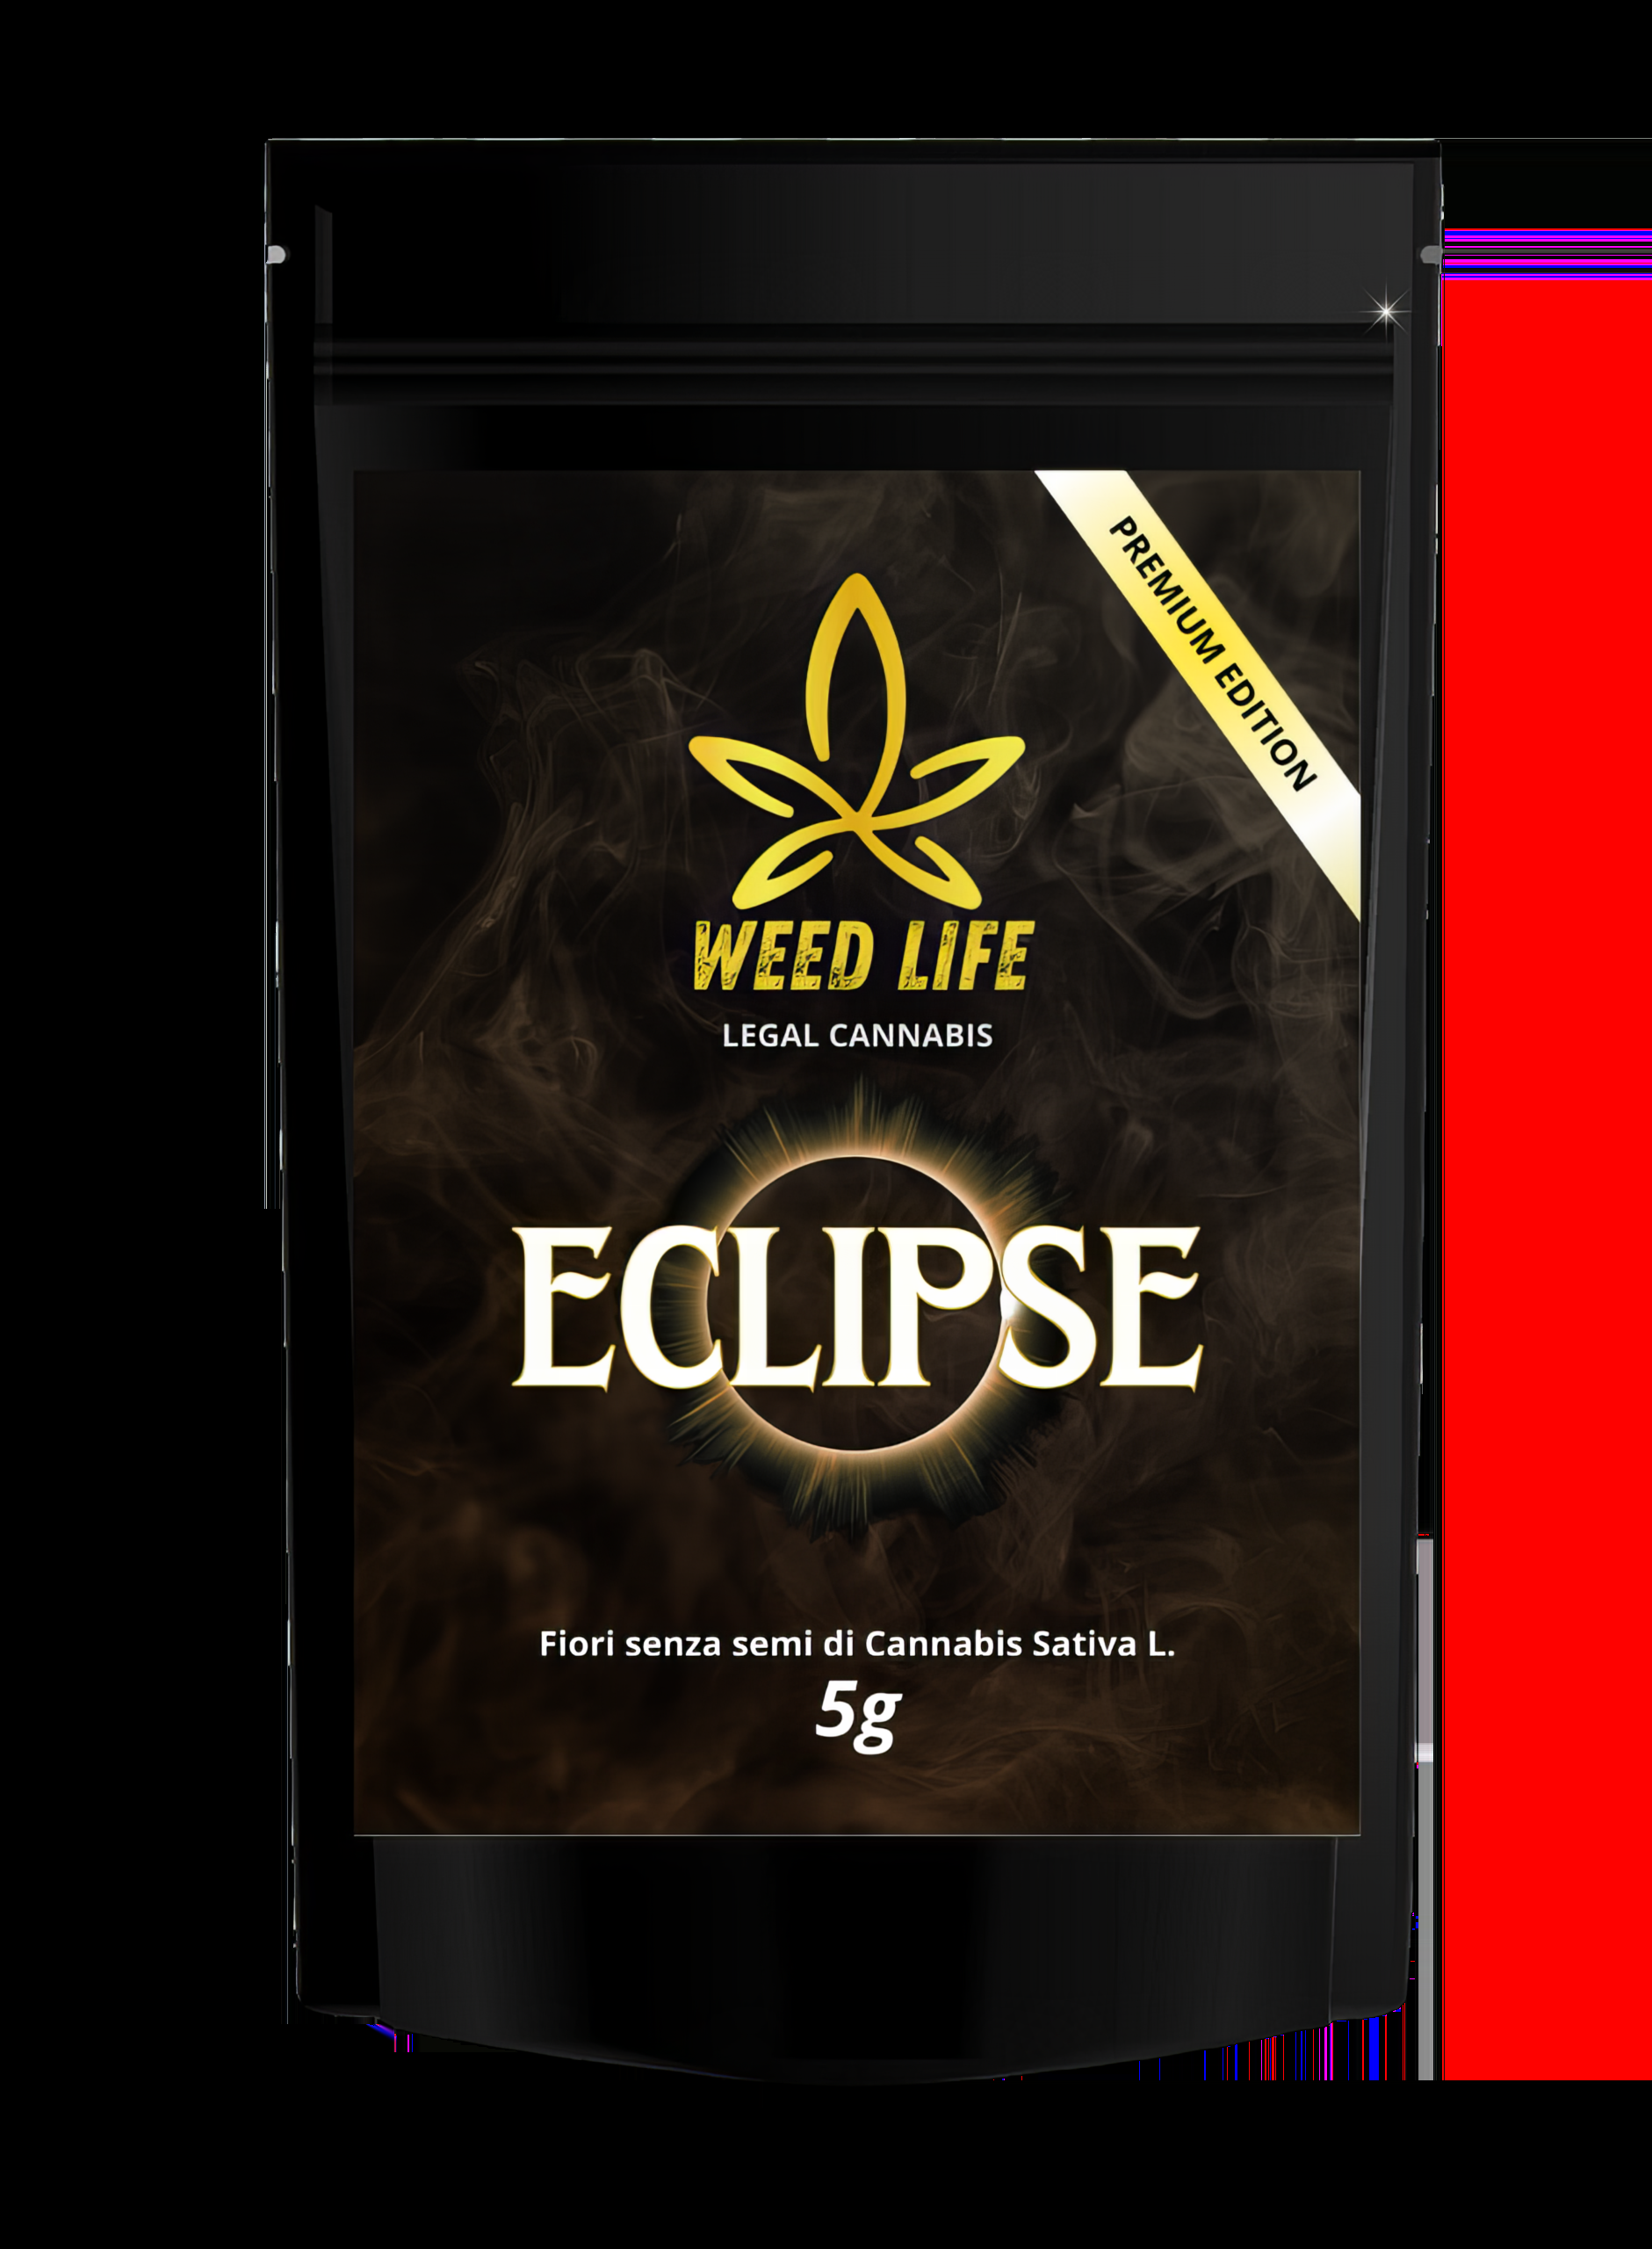 PREMIUM EDITION
WEED LIFE
LEGAL CANNABIS
ECLIPSE
Fiori senza semi di Cannabis Sativa L.
5g